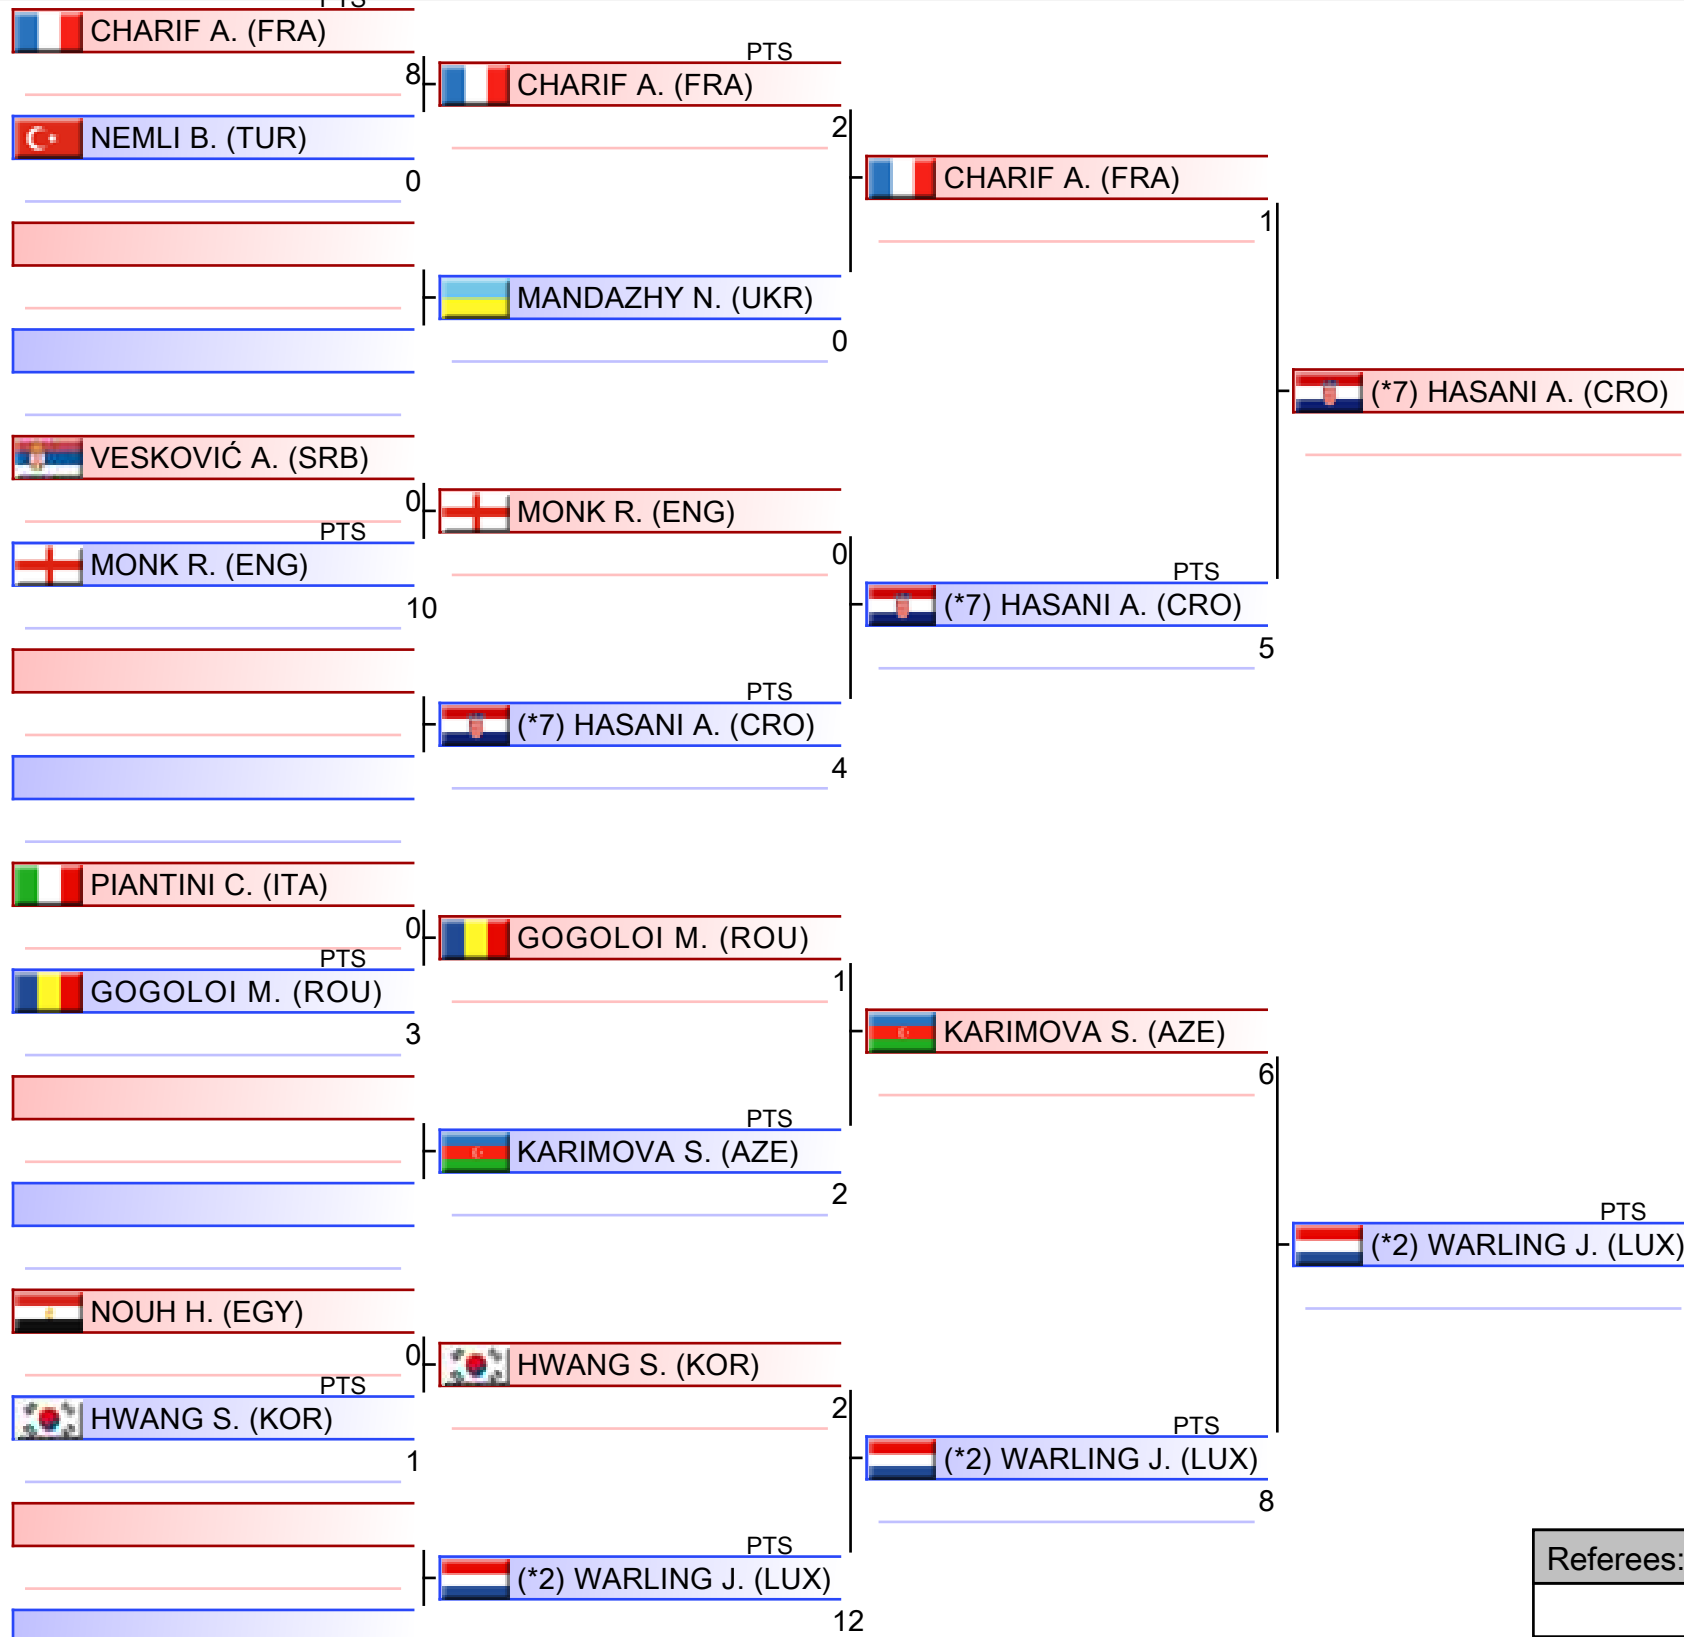 PTS
CHARIF A. (FRA)
8
NEMLI B. (TUR)
0
VESKOVIĆ A. (SRB)
0
PTS
MONK R. (ENG)
10
PIANTINI C. (ITA)
0
PTS
GOGOLOI M. (ROU)
3
NOUH H. (EGY)
0
PTS
HWANG S. (KOR)
1
PTS
CHARIF A. (FRA)
2
MANDAZHY N. (UKR)
0
MONK R. (ENG)
0
PTS
(*7) HASANI A. (CRO)
4
GOGOLOI M. (ROU)
1
PTS
KARIMOVA S. (AZE)
2
HWANG S. (KOR)
2
PTS
(*2) WARLING J. (LUX)
12
CHARIF A. (FRA)
1
PTS
(*7) HASANI A. (CRO)
5
KARIMOVA S. (AZE)
6
PTS
(*2) WARLING J. (LUX)
8
(*7) HASANI A. (CRO)
PTS
(*2) WARLING J. (LUX)
Referees: